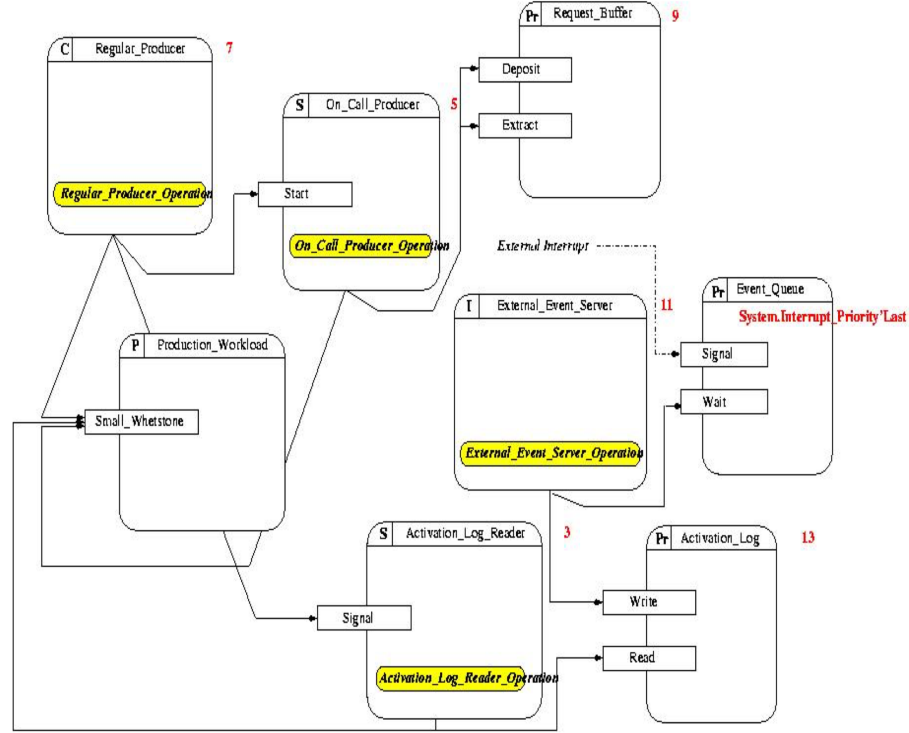 Pr Request_Buffer 9
C Regular_Producer 7
Deposit
S On_Call_Producer 5
Extract
Regular_Producer_Operation
Start
On_Call_Producer_Operation
External Interrupt
Pr Event_Queue
I External_Event_Server 11
System.Interrupt_Priority'Last
P Production_Workload
Signal
Wait
Small_Whetstone
External_Event_Server_Operation
S Activation_Log_Reader 3
Pr Activation_Log 13
Write
Signal
Read
Activation_Log_Reader_Operation